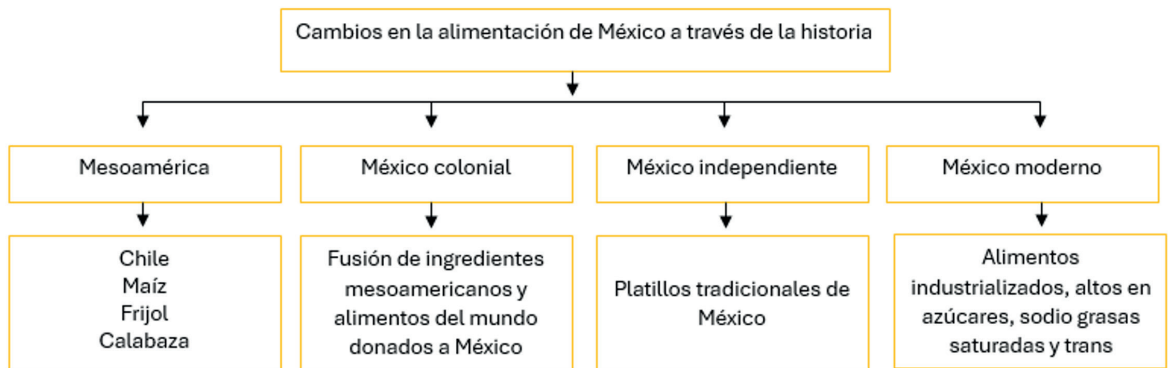 Cambios en la alimentación de México a través de la historia
Mesoamérica
México colonial
México independiente
México moderno
Chile
Maíz
Frijol
Calabaza
Fusión de ingredientes
mesoamericanos y
alimentos del mundo
donados a México
Platillos tradicionales de
México
Alimentos
industrializados, altos en
azúcares, sodio grasas
saturadas y trans